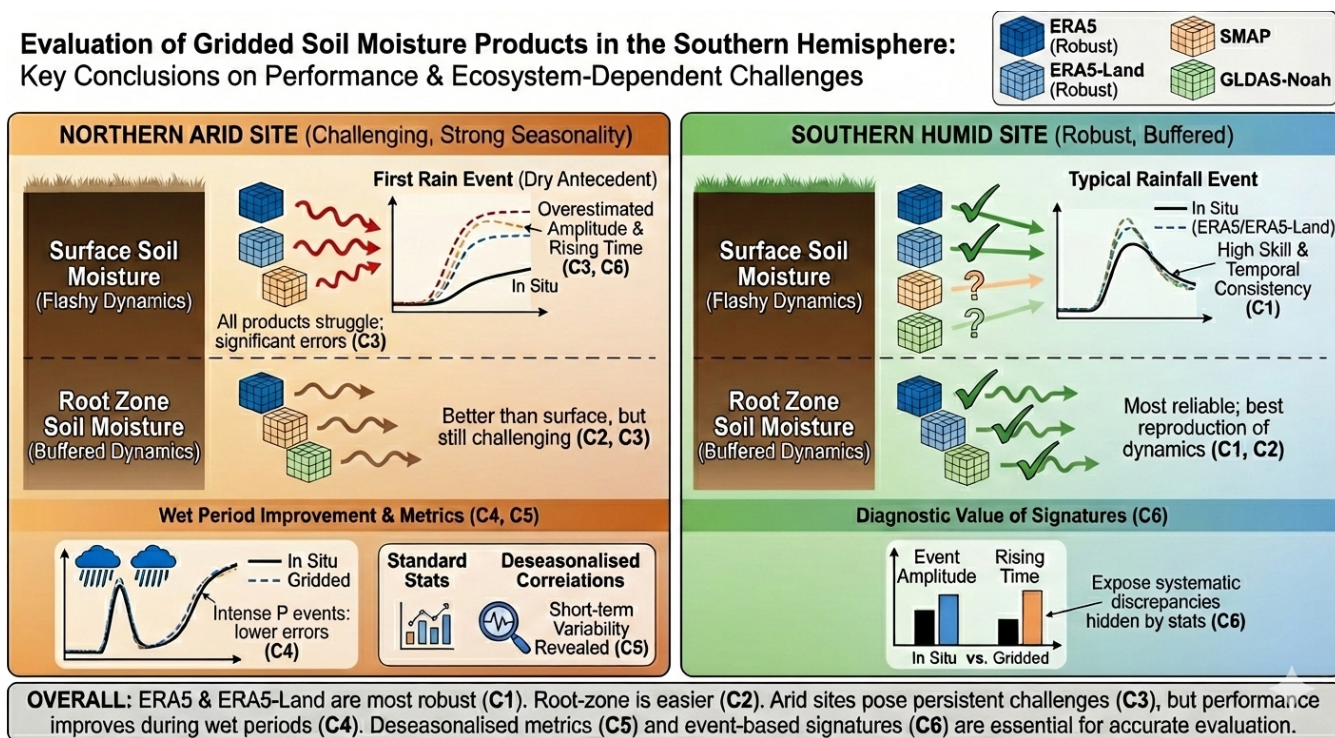 Evaluation of Gridded Soil Moisture Products in the Southern Hemisphere:
Key Conclusions on Performance & Ecosystem-Dependent Challenges
ERA5
(Robust)
ERA5-Land
(Robust)
SMAP
GLDAS-Noah
NORTHERN ARID SITE (Challenging, Strong Seasonality)
Surface Soil
Moisture
(Flashy Dynamics)
All products struggle;
significant errors (C3)
First Rain Event (Dry Antecedent)
Overestimated
Amplitude &
Rising Time
(C3, C6)
In Situ
Root Zone
Soil Moisture
(Buffered Dynamics)
Better than surface, but
still challenging (C2, C3)
Wet Period Improvement & Metrics (C4, C5)
In Situ
Gridded
Intense P events:
lower errors
(C4)
Standard
Stats
Deseasonalised
Correiations
Short-term
Variability
Revealed (C5)
SOUTHERN HUMID SITE (Robust, Buffered)
Surface Soil
Moisture
(Flashy Dynamics)
?
?
Typical Rainfall Event
In Situ
(ERA5/ERA5-Land)
High Skill &
Temporal
Consistency
(C1)
Root Zone
Soil Moisture
(Buffered Dynamics)
Most reliable; best
reproduction of
dynamics (C1, C2)
Diagnostic Value of Signatures (C6)
Event
Amplitude
Rising
Time
In Situ vs. Gridded
Expose systematic
discrepancies
hidden by stats (C6)
OVERALL: ERA5 & ERA5-Land are most robust (C1). Root-zone is easier (C2). Arid sites pose persistent challenges (C3), but performance
improves during wet periods (C4). Deseasonalised metrics (C5) and event-based signatures (C6) are essential for accurate evaluation.